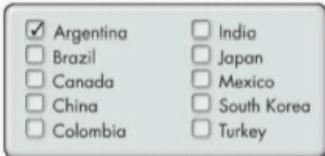 Argentina
Brazil
Canada
China
Colombia
India
Japan
Mexico
South Korea
Turkey